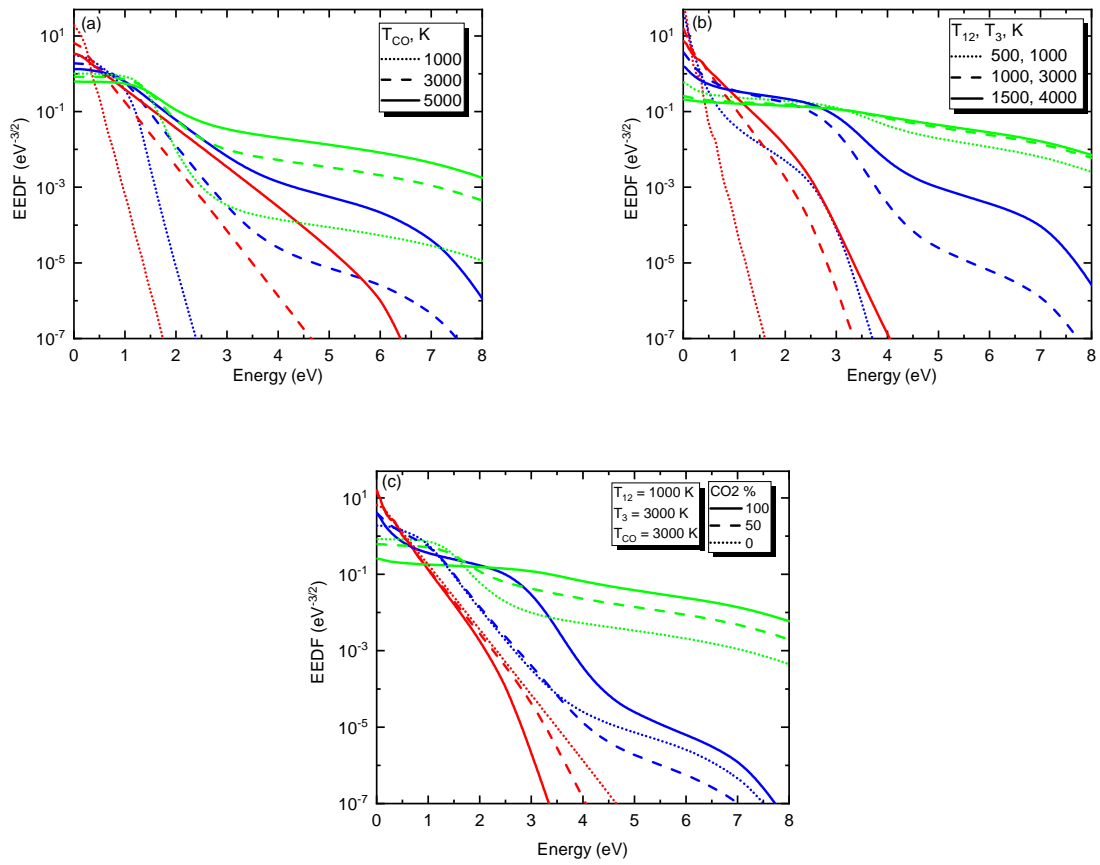 (a)
T_CO, K
1000
3000
5000
10^1
10^-1
10^-3
10^-5
10^-7
EEDF (eV^-3/2)
0 1 2 3 4 5 6 7 8
Energy (eV)
(b)
T_12, T_3, K
500, 1000
1000, 3000
1500, 4000
10^1
10^-1
10^-3
10^-5
10^-7
EEDF (eV^-3/2)
0 1 2 3 4 5 6 7 8
Energy (eV)
(c)
T_12 = 1000 K
T_3 = 3000 K
T_CO = 3000 K
CO2 %
100
50
0
10^1
10^-1
10^-3
10^-5
10^-7
EEDF (eV^-3/2)
0 1 2 3 4 5 6 7 8
Energy (eV)